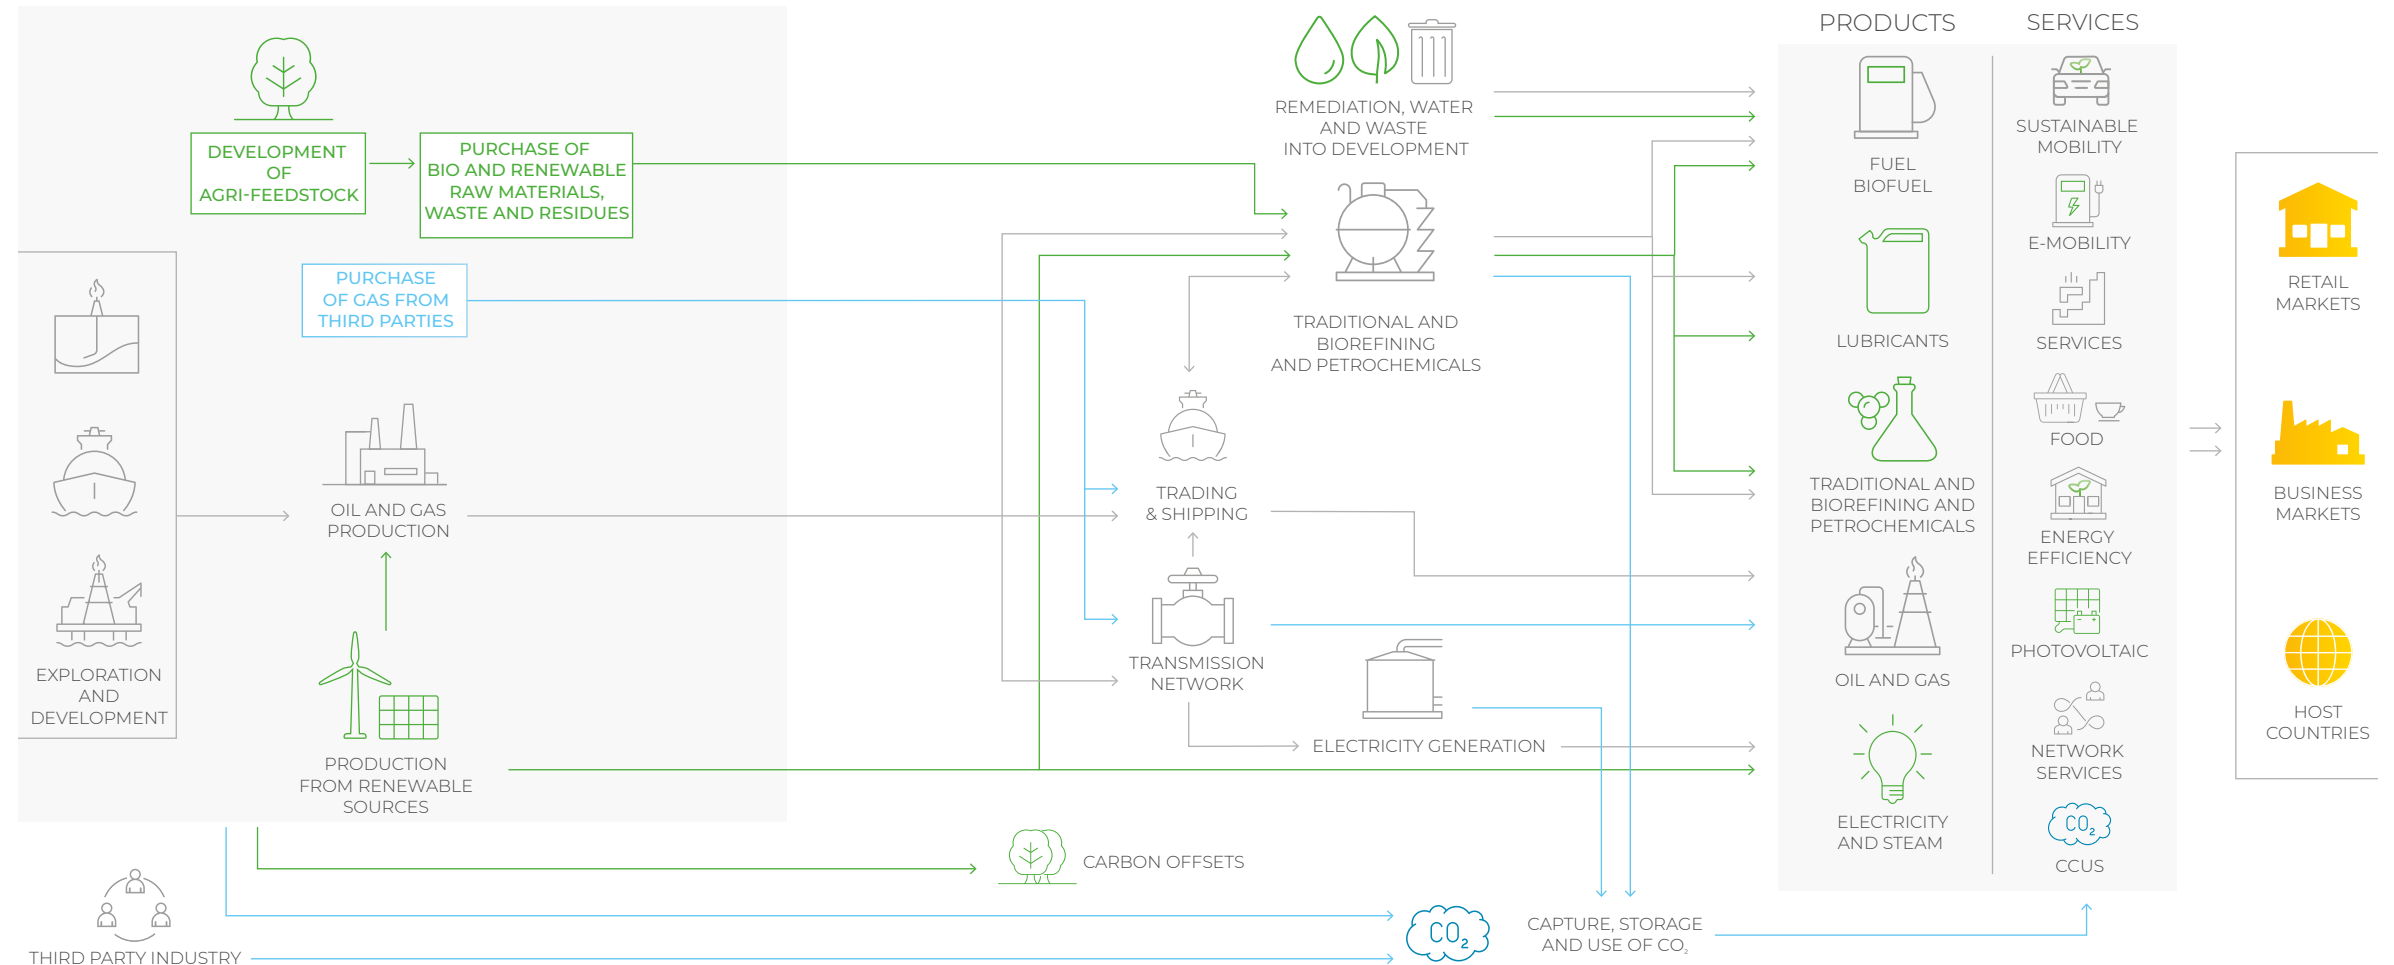 DEVELOPMENT
OF
AGRI-FEEDSTOCK
PURCHASE OF
BIO AND RENEWABLE
RAW MATERIALS,
WASTE AND RESIDUES
PURCHASE
OF GAS FROM
THIRD PARTIES
EXPLORATION
AND
DEVELOPMENT
OIL AND GAS
PRODUCTION
PRODUCTION
FROM RENEWABLE
SOURCES
THIRD PARTY INDUSTRY
REMEDIATION, WATER
AND WASTE
INTO DEVELOPMENT
TRADITIONAL AND
BIOREFINING
AND PETROCHEMICALS
TRADING
& SHIPPING
TRANSMISSION
NETWORK
ELECTRICITY GENERATION
CARBON OFFSETS
CO₂
CAPTURE, STORAGE
AND USE OF CO₂
PRODUCTS
FUEL
BIOFUEL
LUBRICANTS
TRADITIONAL AND
BIOREFINING AND
PETROCHEMICALS
OIL AND GAS
ELECTRICITY
AND STEAM
SERVICES
SUSTAINABLE
MOBILITY
E-MOBILITY
SERVICES
FOOD
ENERGY
EFFICIENCY
PHOTOVOLTAIC
NETWORK
SERVICES
CO₂
CCUS
RETAIL
MARKETS
BUSINESS
MARKETS
HOST
COUNTRIES